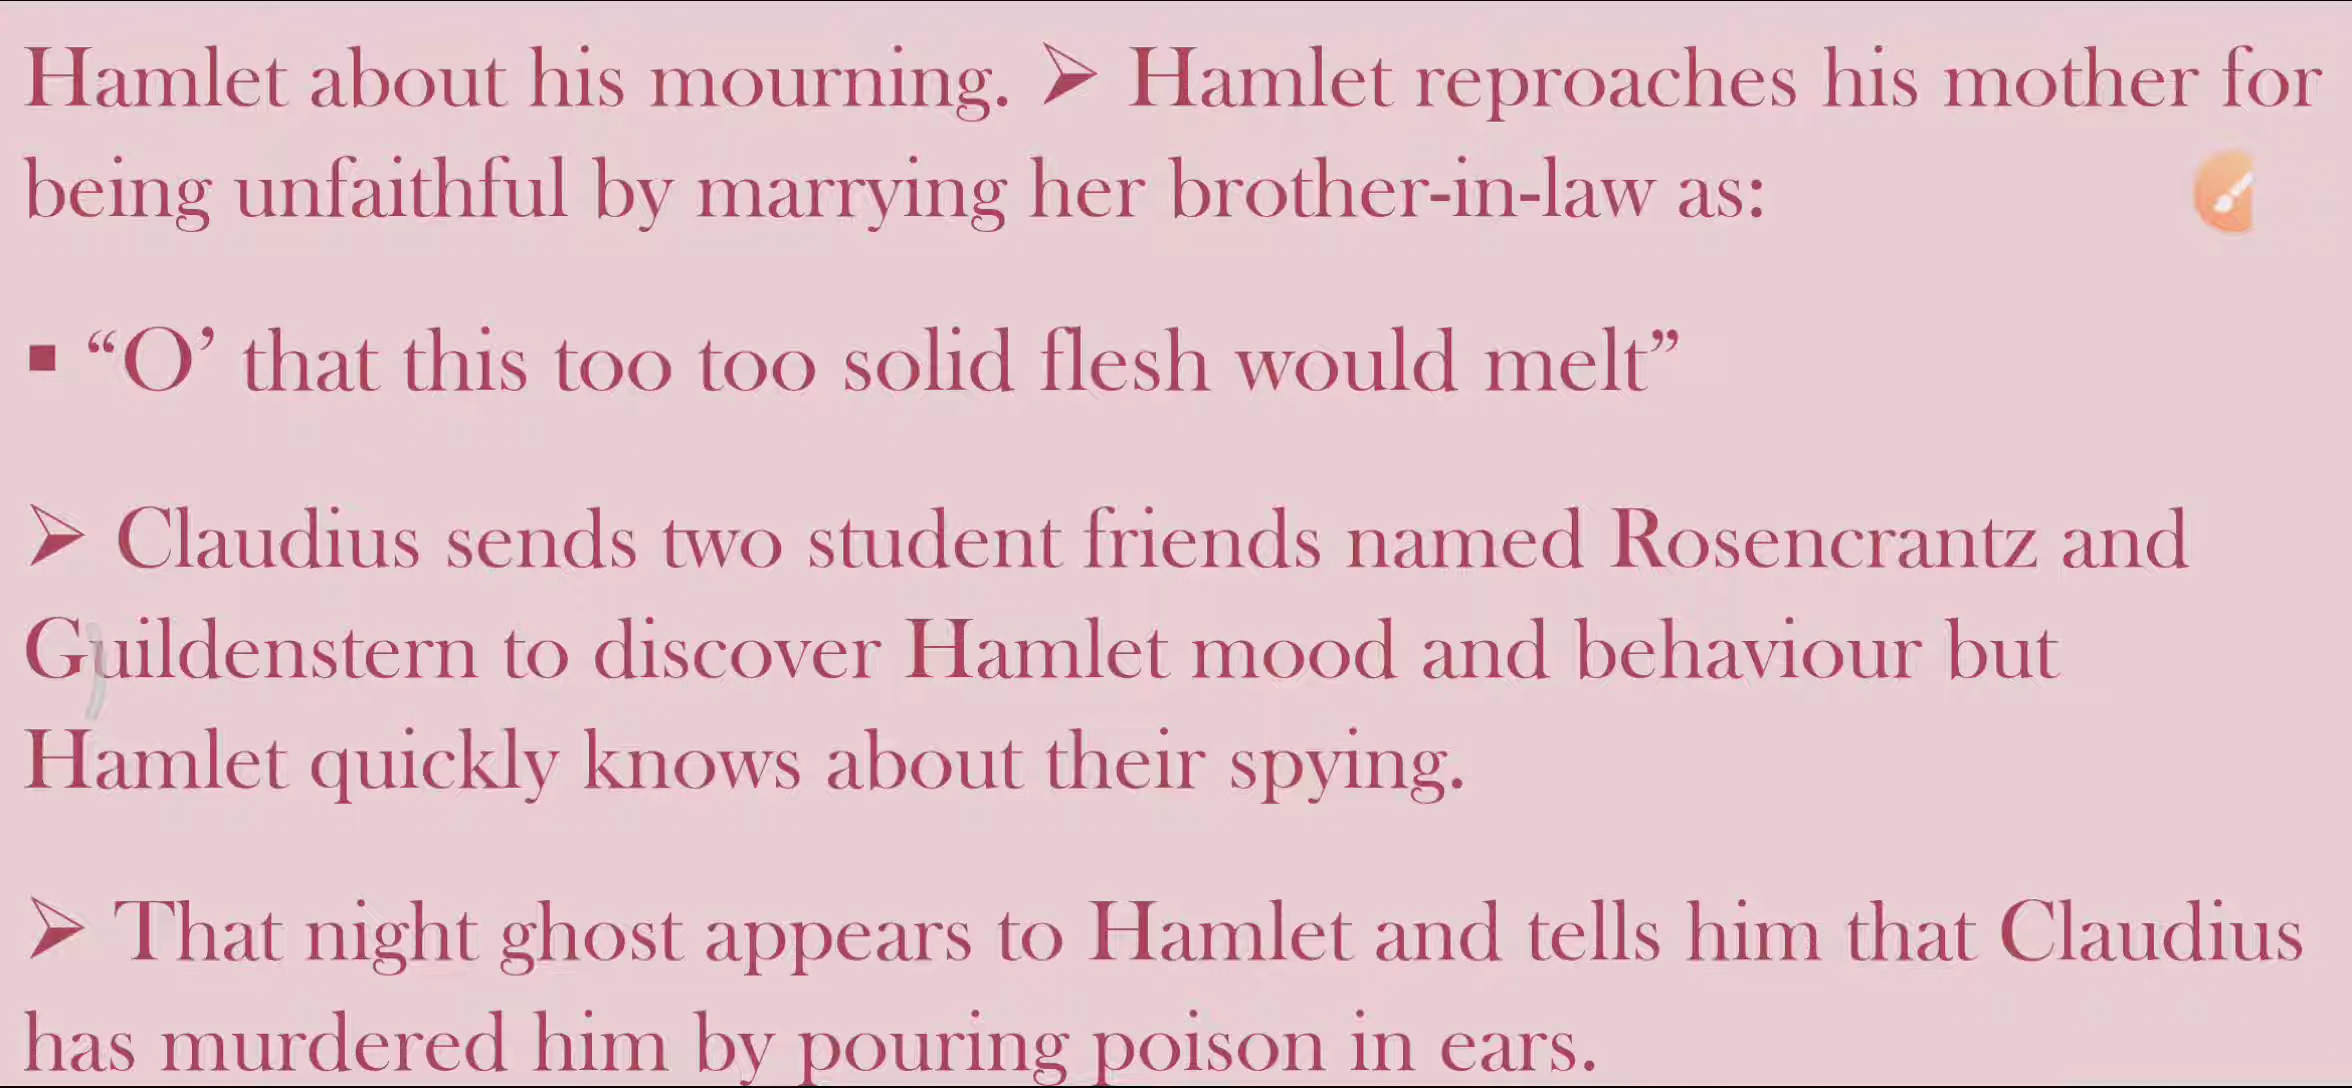 Hamlet about his mourning. ➢ Hamlet reproaches his mother for
being unfaithful by marrying her brother-in-law as:
▪ “O’ that this too too solid flesh would melt”
➢ Claudius sends two student friends named Rosencrantz and
Guildenstern to discover Hamlet mood and behaviour but
Hamlet quickly knows about their spying.
➢ That night ghost appears to Hamlet and tells him that Claudius
has murdered him by pouring poison in ears.